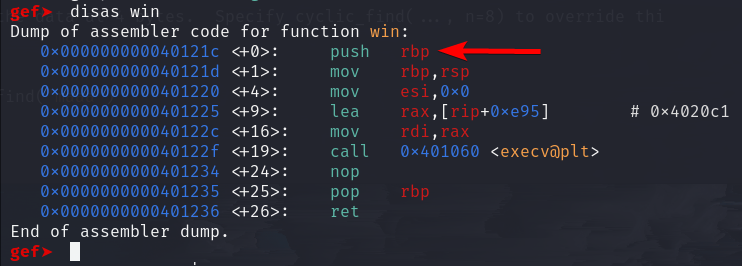 gef➤  disas win
Dump of assembler code for function win:
   0x000000000040121c <+0>:     push   rbp
   0x000000000040121d <+1>:     mov    rbp,rsp
   0x0000000000401220 <+4>:     mov    esi,0x0
   0x0000000000401225 <+9>:     lea    rax,[rip+0xe95]        # 0x4020c1
   0x000000000040122c <+16>:    mov    rdi,rax
   0x000000000040122f <+19>:    call   0x401060 <execv@plt>
   0x0000000000401234 <+24>:    nop
   0x0000000000401235 <+25>:    pop    rbp
   0x0000000000401236 <+26>:    ret
End of assembler dump.
gef➤